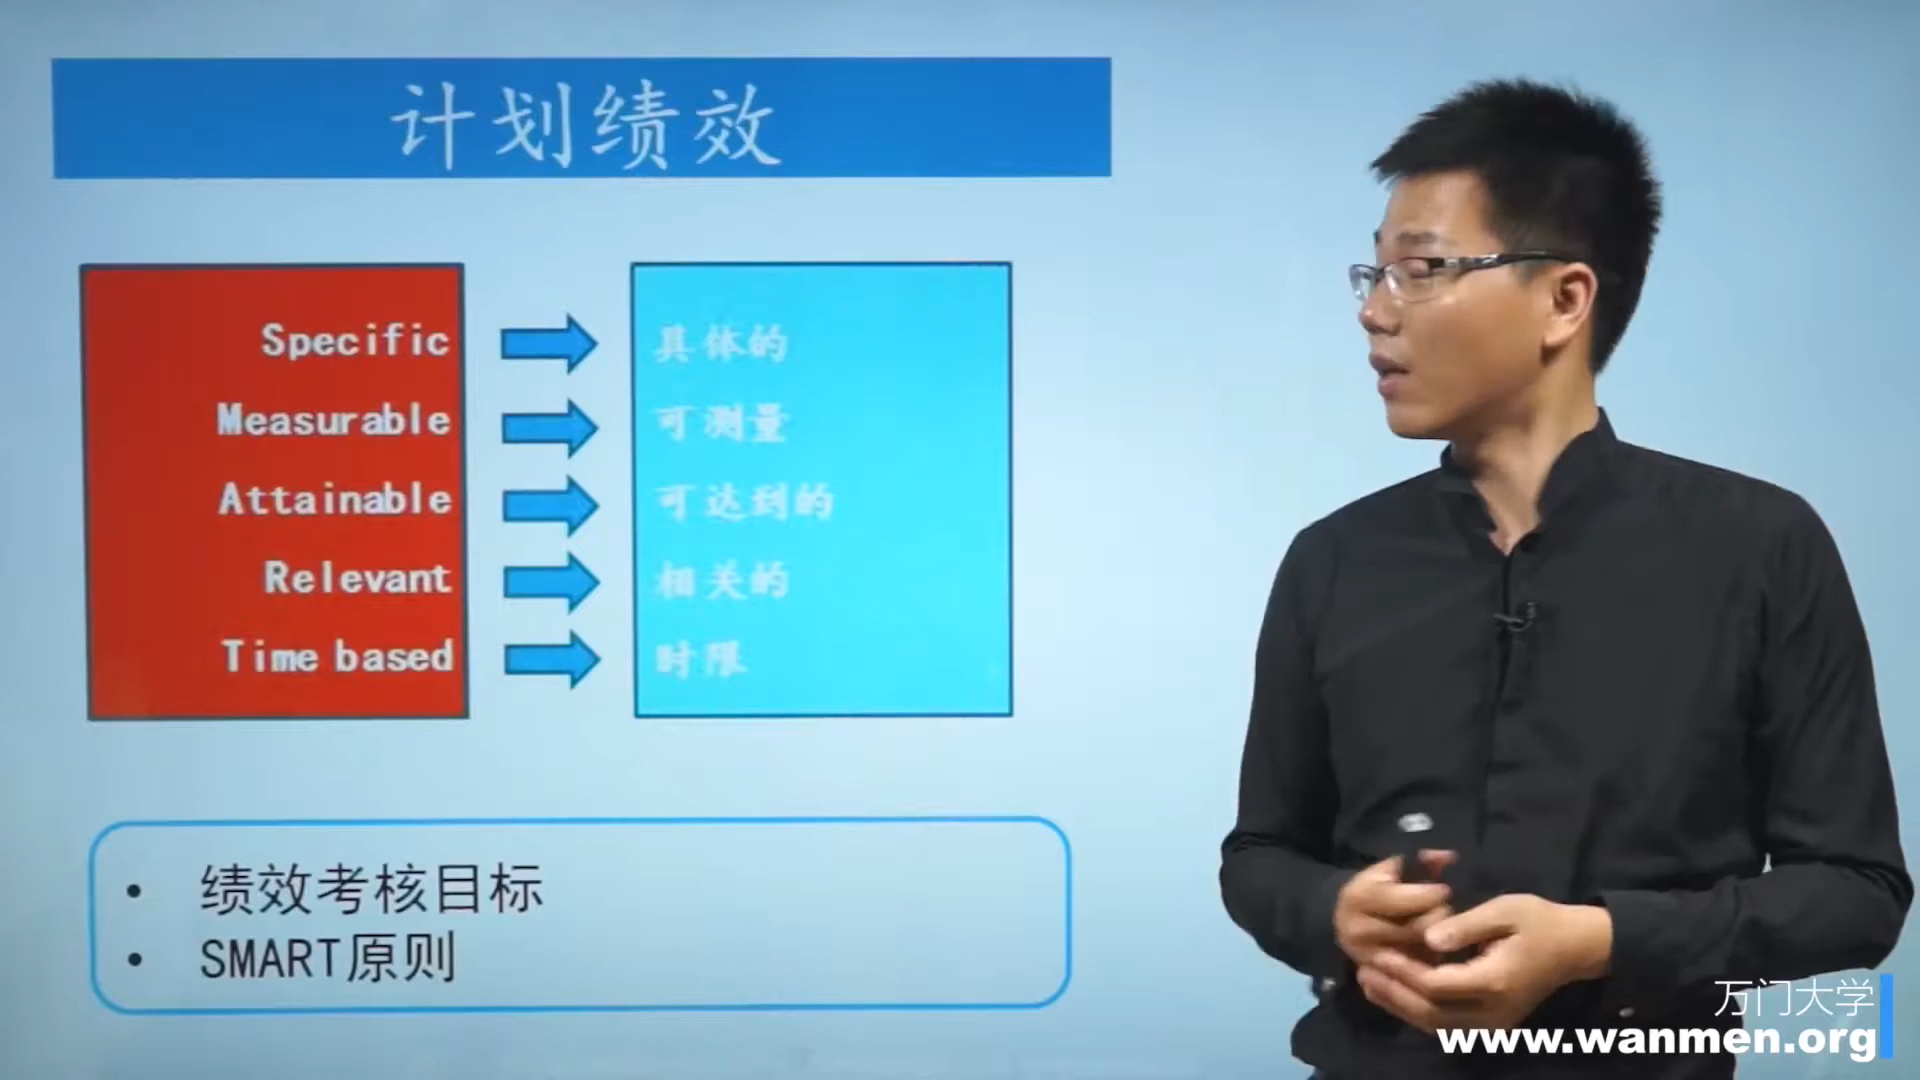 计划绩效
Specific
具体的
Measurable
可测量
Attainable
可达到的
Relevant
相关的
Time based
时限
• 绩效考核目标
• SMART原则
万门大学
www.wanmen.org